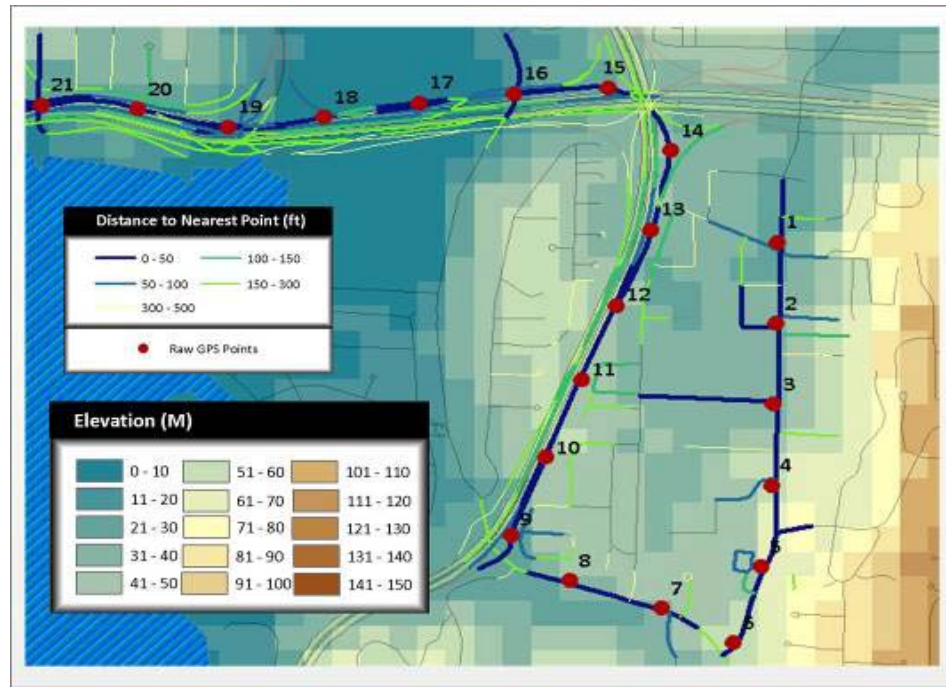 21
20
19
18
17
16
15
14
13
12
11
10
9
8
7
6
5
4
3
2
1
Distance to Nearest Point (ft)
0 - 50
100 - 150
50 - 100
150 - 300
300 - 500
Raw GPS Points
Elevation (M)
0 - 10
51 - 60
101 - 110
11 - 20
61 - 70
111 - 120
21 - 30
71 - 80
121 - 130
31 - 40
81 - 90
131 - 140
41 - 50
91 - 100
141 - 150